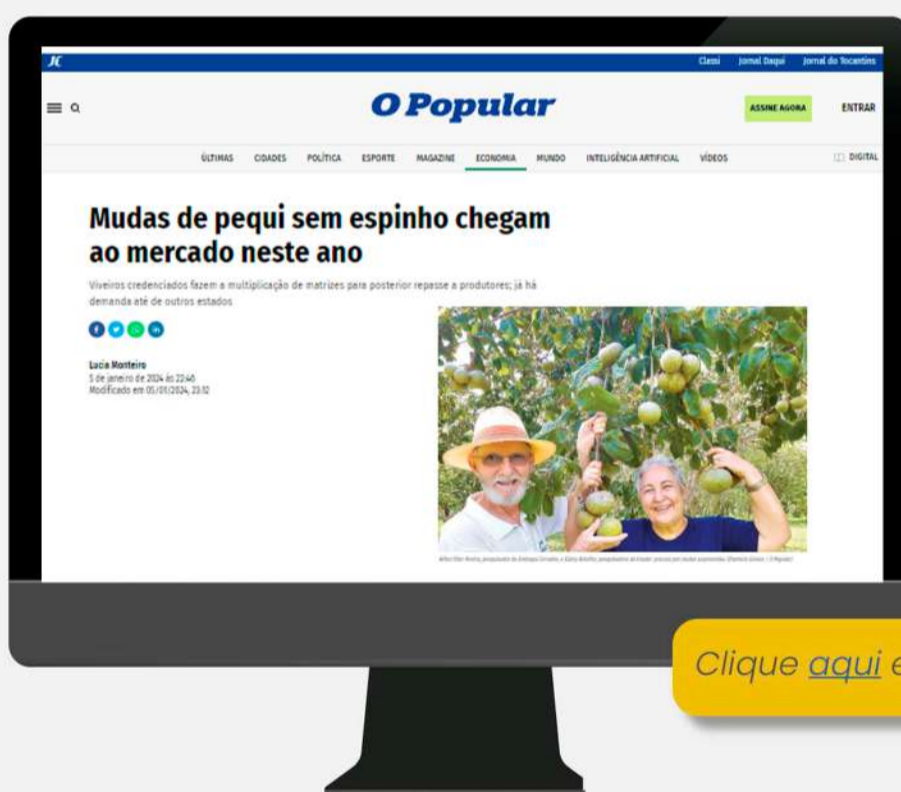 JC
Classi Jornal Daqui Jornal do Tocantins
O Popular
ASSINE AGORA ENTRAR
ÚLTIMAS CIDADES POLÍTICA ESPORTE MAGAZINE ECONOMIA MUNDO INTELIGÊNCIA ARTIFICIAL VÍDEOS DIGITAL
Mudas de pequi sem espinho chegam
ao mercado neste ano
Viveiros credenciados fazem a multiplicação de matrizes para posterior repasse a produtores; já há
demanda até de outros estados
Lucia Monteiro
5 de janeiro de 2024 às 22:46
Modificado em 05/01/2024, 23:12
Clique aqui e